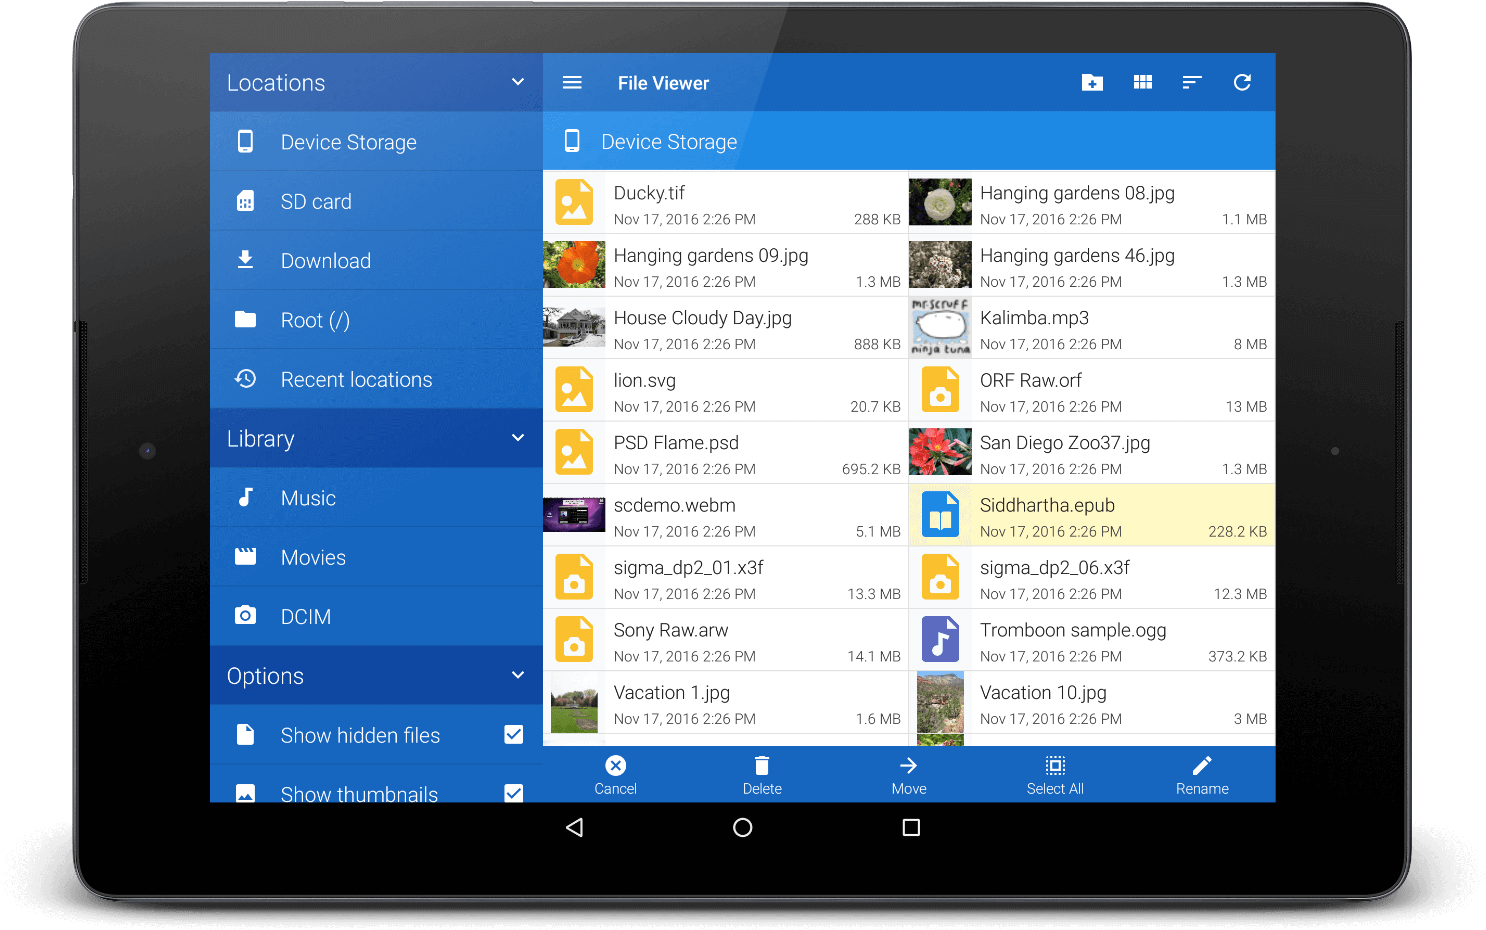 Locations
Device Storage
SD card
Download
Root (/)
Recent locations
Library
Music
Movies
DCIM
Options
Show hidden files
Show thumbnails
File Viewer
Device Storage
Ducky.tif
Nov 17, 2016 2:26 PM 288 KB
Hanging gardens 08.jpg
Nov 17, 2016 2:26 PM 1.1 MB
Hanging gardens 09.jpg
Nov 17, 2016 2:26 PM 1.3 MB
Hanging gardens 46.jpg
Nov 17, 2016 2:26 PM 1.3 MB
House Cloudy Day.jpg
Nov 17, 2016 2:26 PM 888 KB
mr.scruff
ninja tuna
Kalimba.mp3
Nov 17, 2016 2:26 PM 8 MB
lion.svg
Nov 17, 2016 2:26 PM 20.7 KB
ORF Raw.orf
Nov 17, 2016 2:26 PM 13 MB
PSD Flame.psd
Nov 17, 2016 2:26 PM 695.2 KB
San Diego Zoo37.jpg
Nov 17, 2016 2:26 PM 1.3 MB
scdemo.webm
Nov 17, 2016 2:26 PM 5.1 MB
Siddhartha.epub
Nov 17, 2016 2:26 PM 228.2 KB
sigma_dp2_01.x3f
Nov 17, 2016 2:26 PM 13.3 MB
sigma_dp2_06.x3f
Nov 17, 2016 2:26 PM 12.3 MB
Sony Raw.arw
Nov 17, 2016 2:26 PM 14.1 MB
Tromboon sample.ogg
Nov 17, 2016 2:26 PM 373.2 KB
Vacation 1.jpg
Nov 17, 2016 2:26 PM 1.6 MB
Vacation 10.jpg
Nov 17, 2016 2:26 PM 3 MB
Cancel
Delete
Move
Select All
Rename